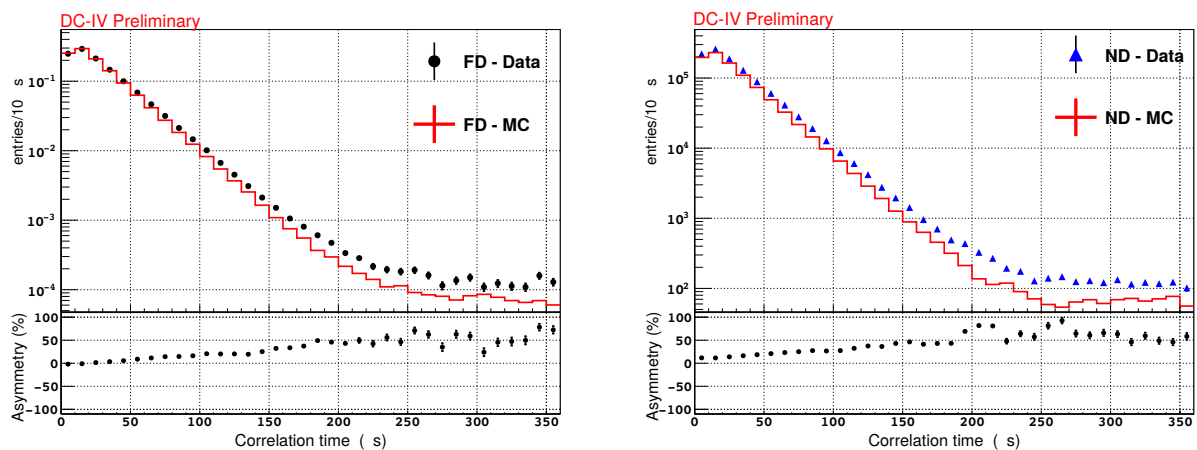 DC-IV Preliminary
entries/10 s
10⁻¹
10⁻²
10⁻³
10⁻⁴
FD - Data
FD - MC
Asymmetry (%)
100
50
0
−50
−100
0 50 100 150 200 250 300 350
Correlation time ( s)
DC-IV Preliminary
entries/10 s
10⁵
10⁴
10³
10²
ND - Data
ND - MC
Asymmetry (%)
100
50
0
−50
−100
0 50 100 150 200 250 300 350
Correlation time ( s)